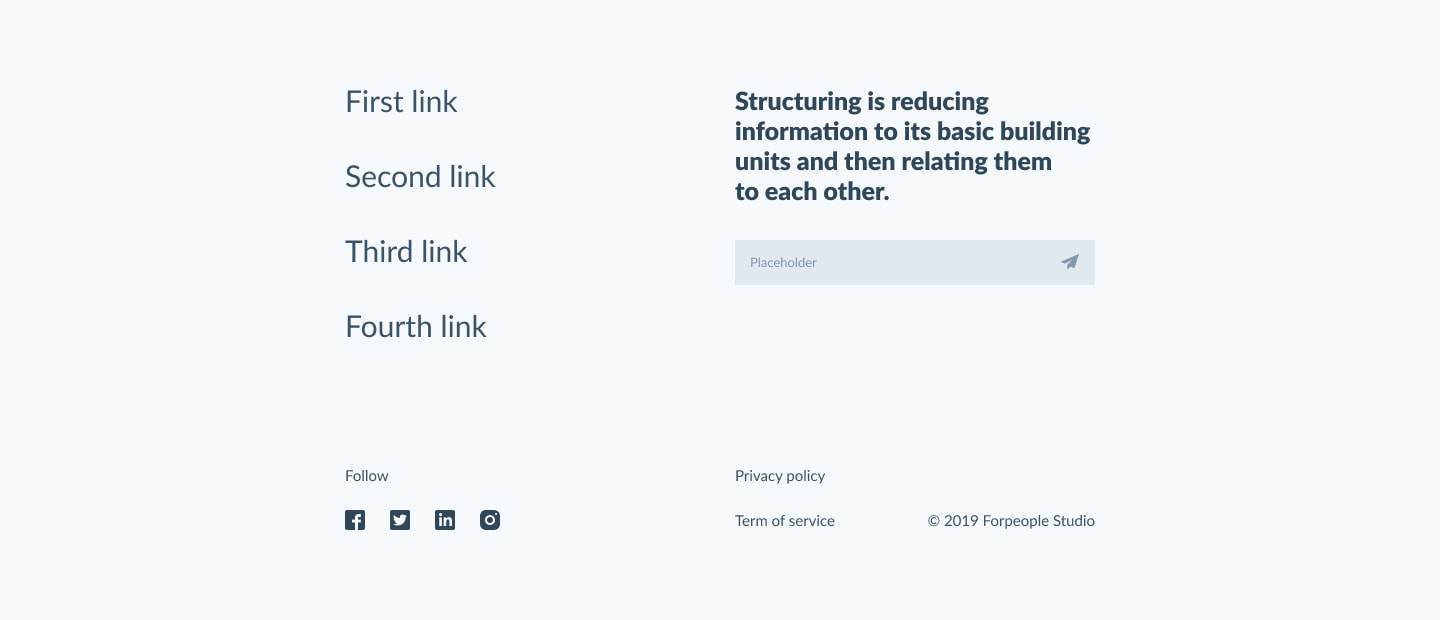 First link
Second link
Third link
Fourth link
Structuring is reducing
information to its basic building
units and then relating them
to each other.
Placeholder
Follow
Privacy policy
Term of service
© 2019 Forpeople Studio